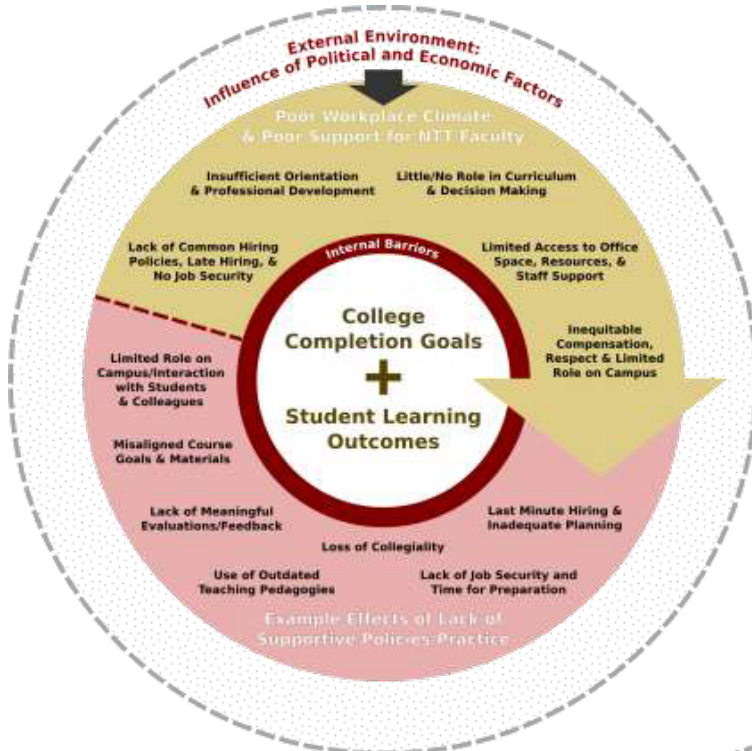 External Environment:
Influence of Political and Economic Factors
Poor Workplace Climate
& Poor Support for NTT Faculty
Insufficient Orientation
& Professional Development
Little/No Role in Curriculum
& Decision Making
Lack of Common Hiring
Policies, Late Hiring, &
No Job Security
Internal Barriers
Limited Access to Office
Space, Resources, &
Staff Support
College
Completion Goals
+
Student Learning
Outcomes
Inequitable
Compensation,
Respect & Limited
Role on Campus
Limited Role on
Campus/Interaction
with Students
& Colleagues
Misaligned Course
Goals & Materials
Lack of Meaningful
Evaluations/Feedback
Last Minute Hiring &
Inadequate Planning
Loss of Collegiality
Use of Outdated
Teaching Pedagogies
Lack of Job Security and
Time for Preparation
Example Effects of Lack of
Supportive Policies-Practice